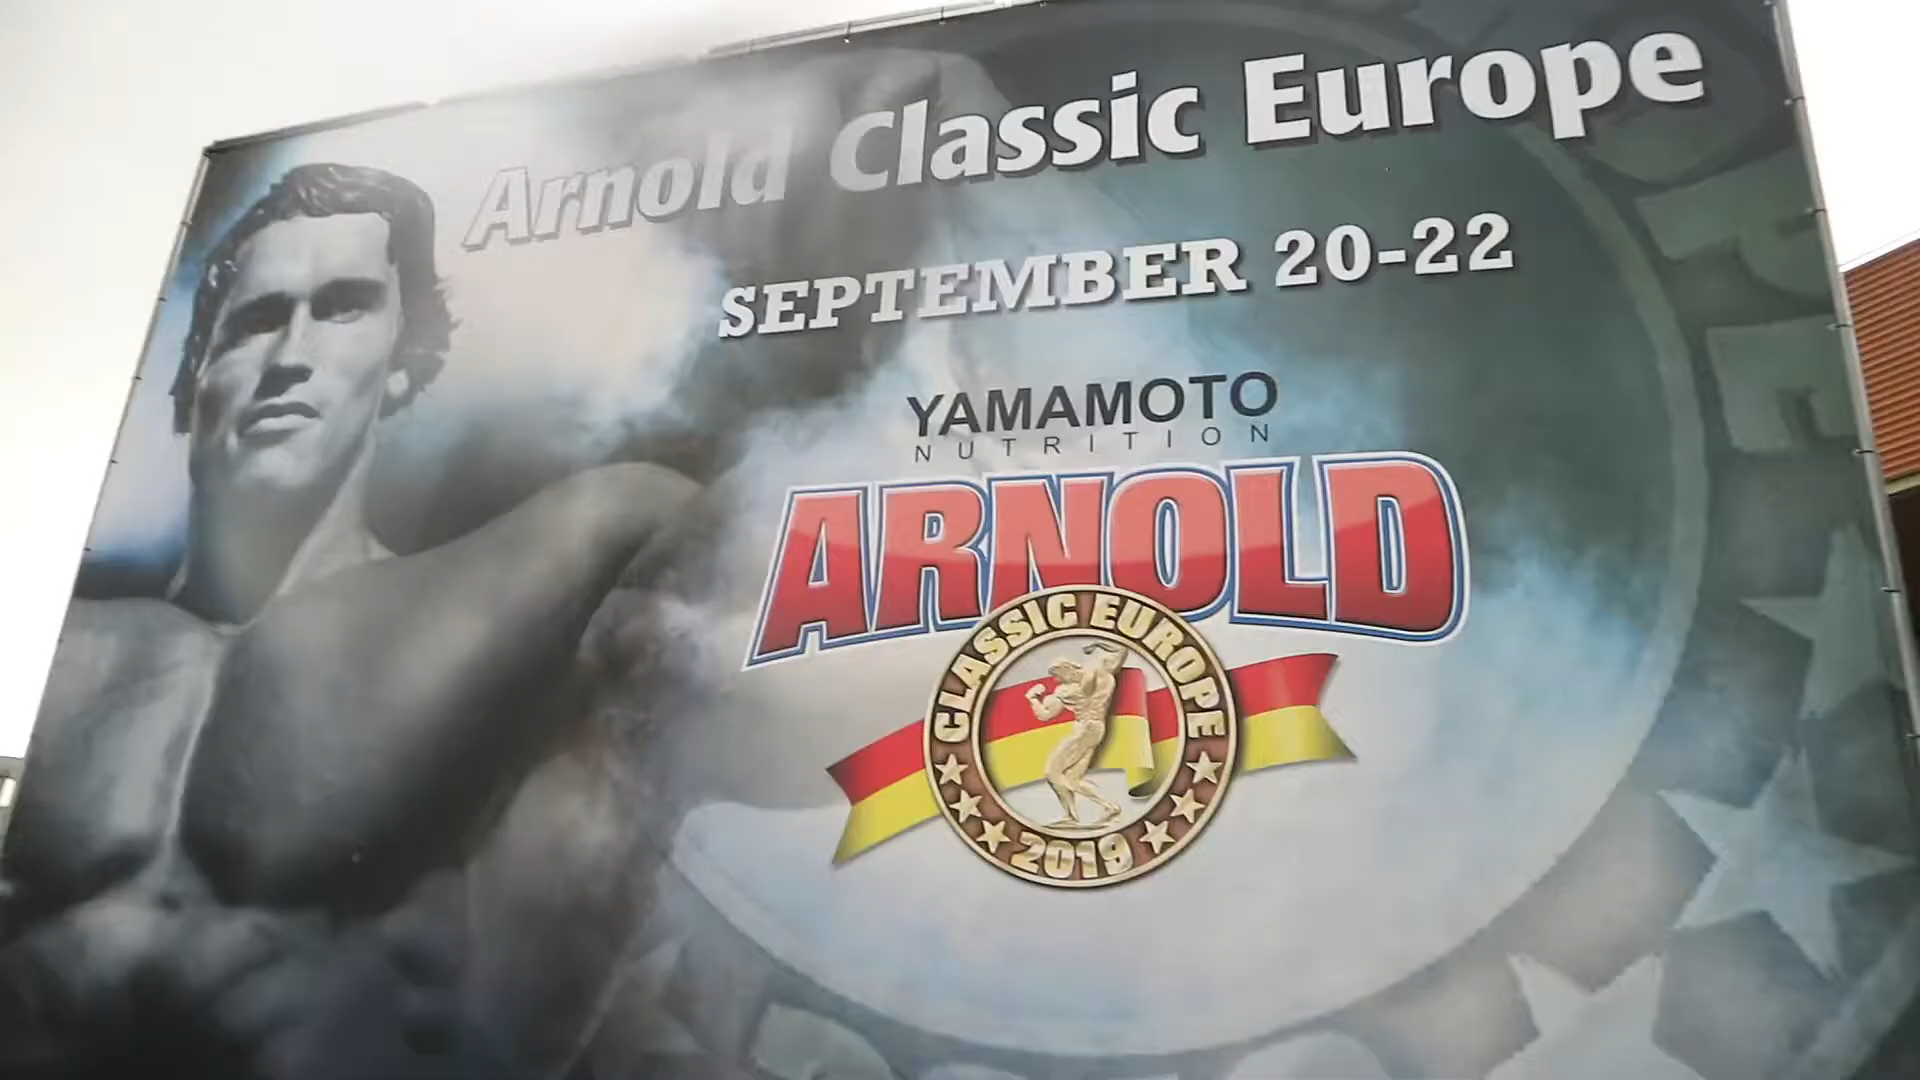 Arnold Classic Europe
SEPTEMBER 20-22
YAMAMOTO
NUTRITION
ARNOLD
CLASSIC EUROPE
2019